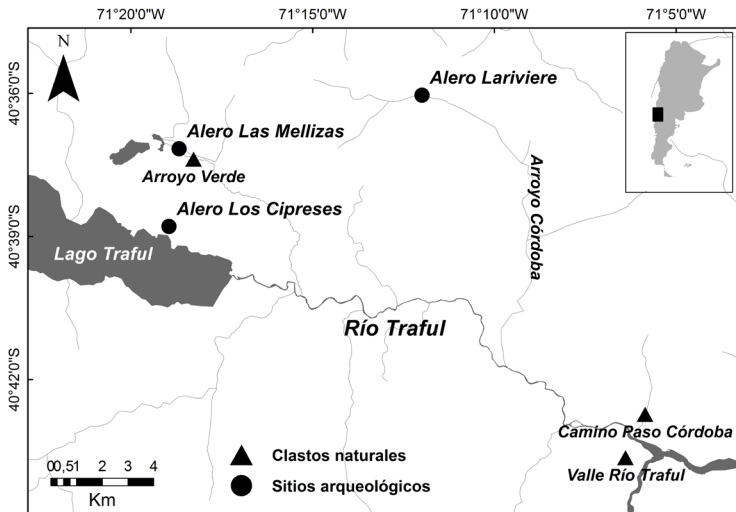 71°20'0"W
71°15'0"W
71°10'0"W
71°5'0"W
N
40°36'0"S
Alero Lariviere
Alero Las Mellizas
Arroyo Verde
Arroyo Córdoba
Alero Los Cipreses
40°39'0"S
Lago Traful
Río Traful
40°42'0"S
Camino Paso Córdoba
Valle Río Traful
Clastos naturales
Sitios arqueológicos
0 0,5 1 2 3 4
Km